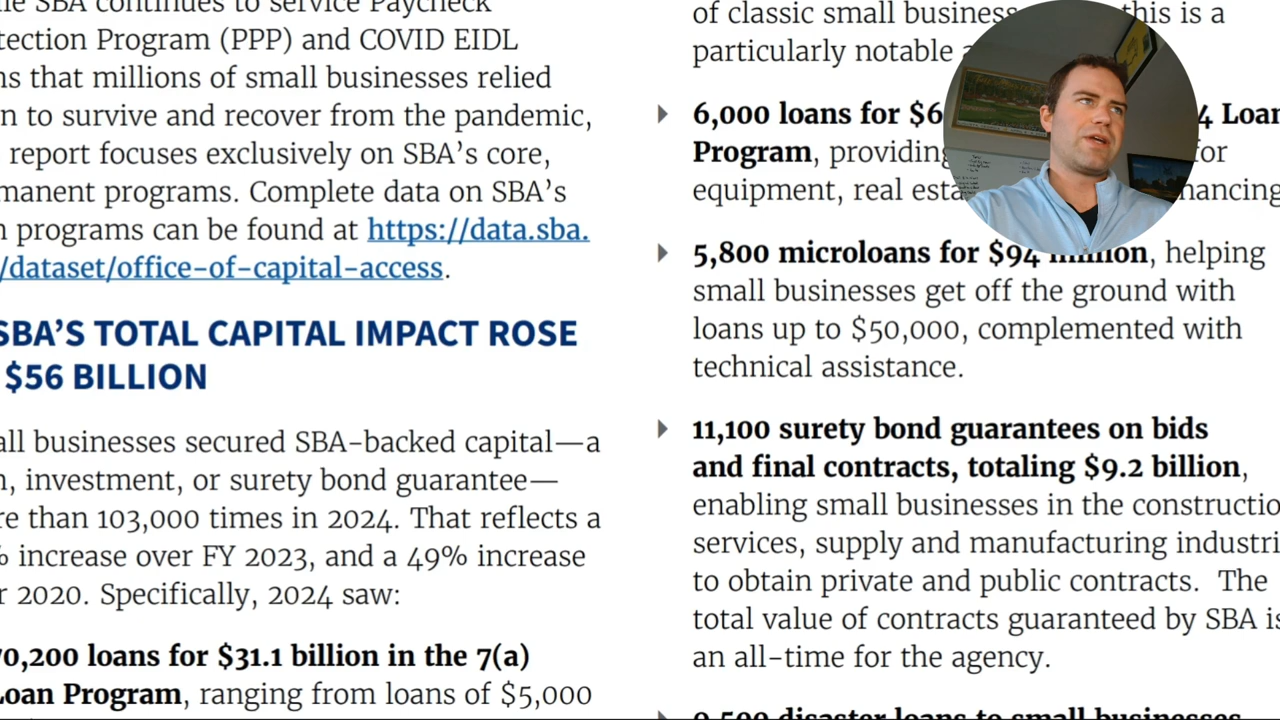 SBA continues to service Paycheck
tection Program (PPP) and COVID EIDL
ns that millions of small businesses relied
n to survive and recover from the pandemic,
report focuses exclusively on SBA's core,
manent programs. Complete data on SBA's
n programs can be found at https://data.sba.
/dataset/office-of-capital-access.
SBA'S TOTAL CAPITAL IMPACT ROSE
$56 BILLION
all businesses secured SBA-backed capital—a
n, investment, or surety bond guarantee—
re than 103,000 times in 2024. That reflects a
% increase over FY 2023, and a 49% increase
r 2020. Specifically, 2024 saw:
70,200 loans for $31.1 billion in the 7(a)
Loan Program, ranging from loans of $5,000
of classic small business this is a
particularly notable
6,000 loans for $6 4 Loan
Program, providing for
equipment, real esta nancing
5,800 microloans for $94 million, helping
small businesses get off the ground with
loans up to $50,000, complemented with
technical assistance.
11,100 surety bond guarantees on bids
and final contracts, totaling $9.2 billion,
enabling small businesses in the constructio
services, supply and manufacturing industri
to obtain private and public contracts. The
total value of contracts guaranteed by SBA is
an all-time for the agency.
9,500 disaster loans to small businesses